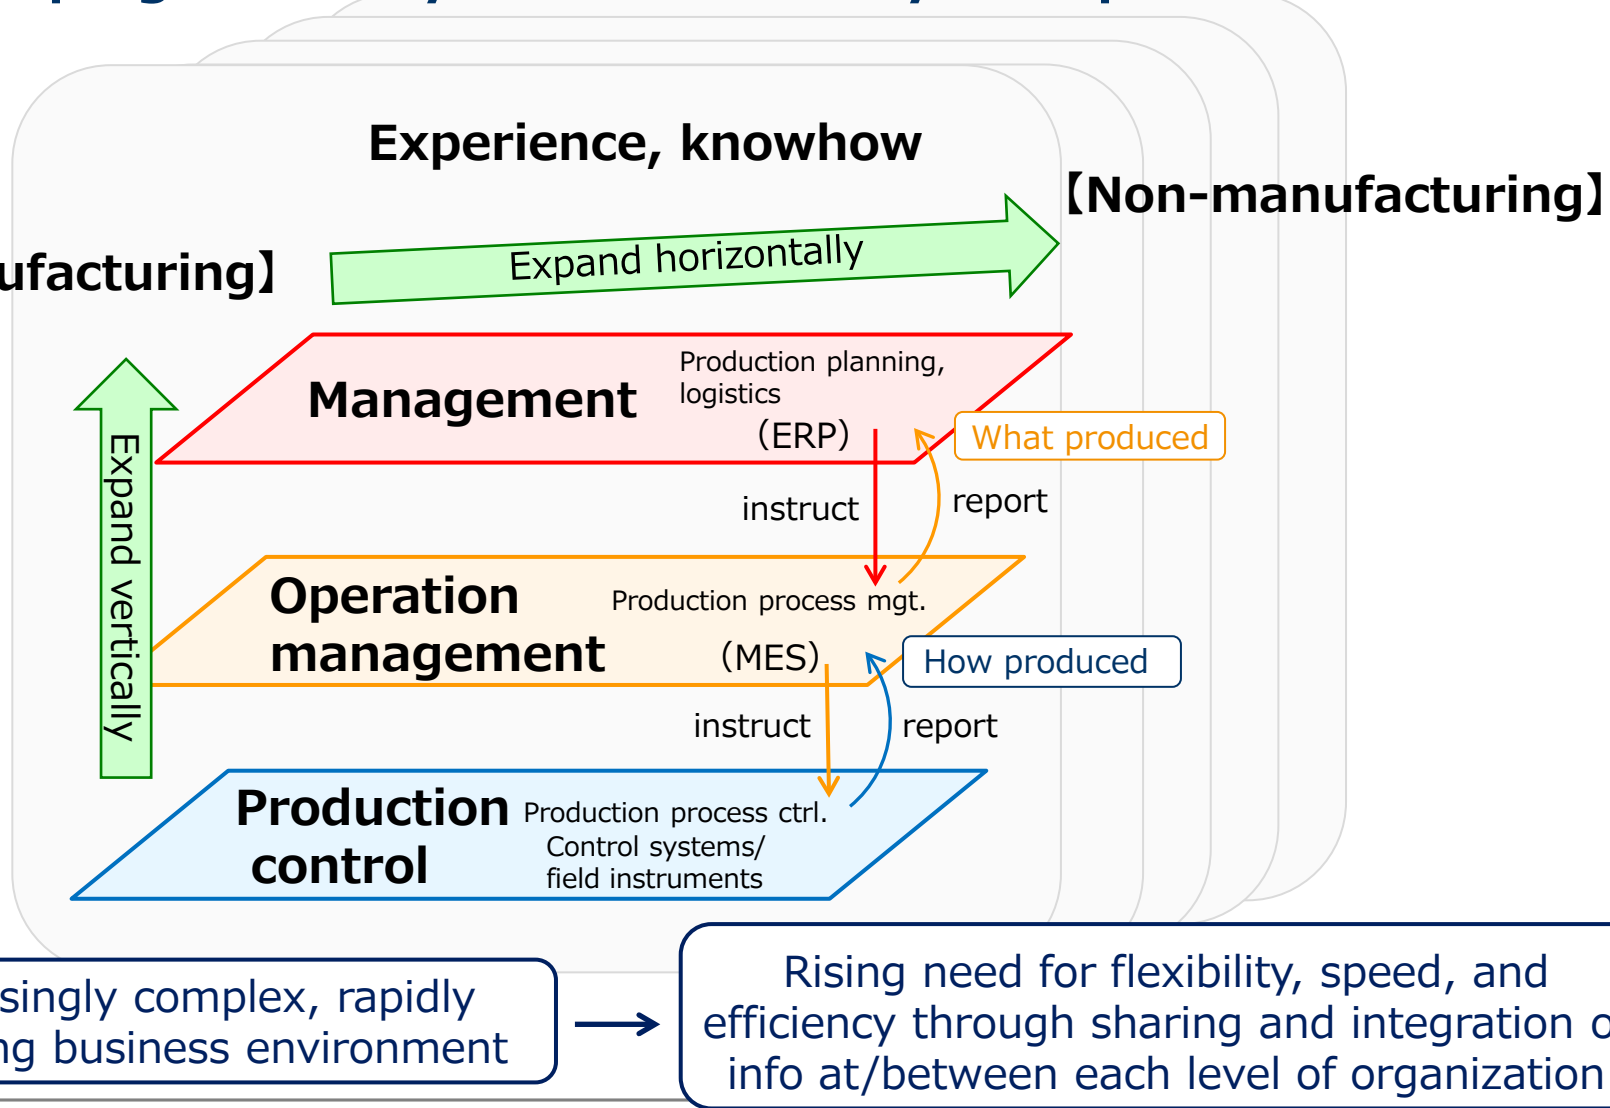 Experience, knowhow
【Non-manufacturing】
ufacturing】
Expand horizontally
Production planning,
logistics
Management
（ERP）
What produced
instruct
report
Expand vertically
Operation
management
Production process mgt.
（MES）
How produced
instruct
report
Production
control
Production process ctrl.
Control systems/
field instruments
singly complex, rapidly
ng business environment
Rising need for flexibility, speed, and
efficiency through sharing and integration o
info at/between each level of organization